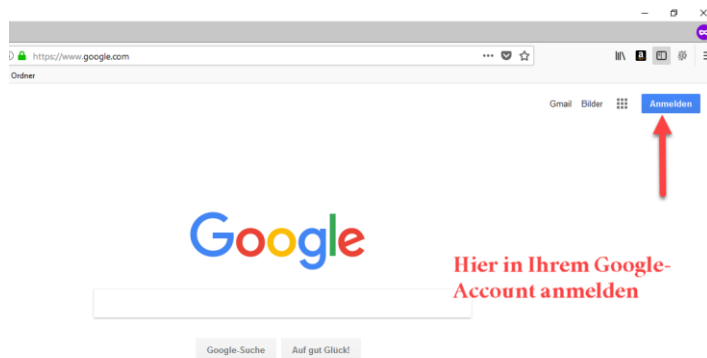 https://www.google.com
Ordner
Gmail Bilder Anmelden
Google
Hier in Ihrem Google-
Account anmelden
Google-Suche Auf gut Glück!